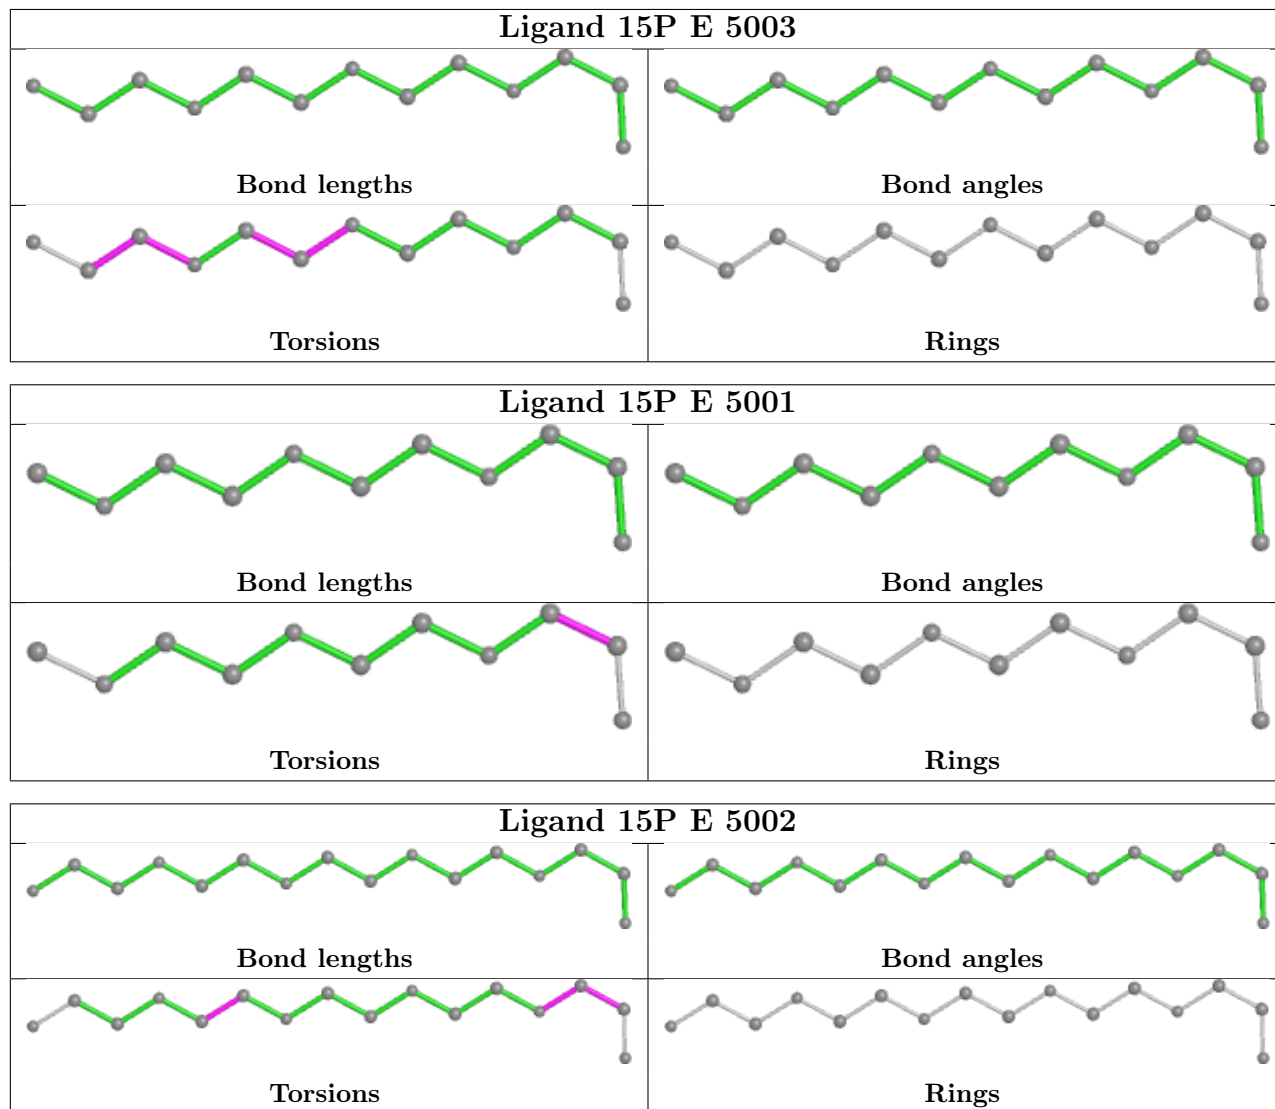 Ligand 15P E 5003
Bond lengths
Bond angles
Torsions
Rings
Ligand 15P E 5001
Bond lengths
Bond angles
Torsions
Rings
Ligand 15P E 5002
Bond lengths
Bond angles
Torsions
Rings